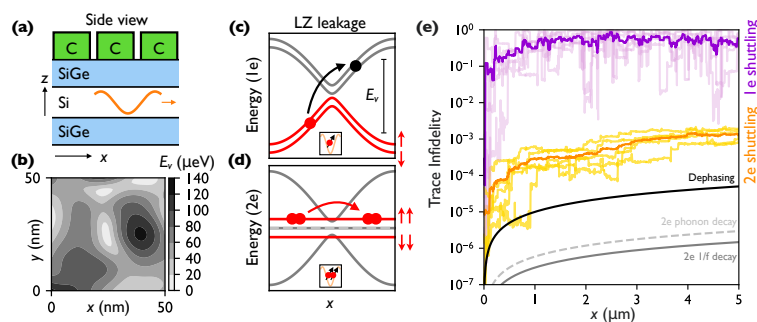 (a)
Side view
C C C
SiGe
z
Si
SiGe
x
(b)
E_v (μeV)
50
y (nm)
0
0
x (nm)
50
140
120
100
80
60
40
20
0
(c)
LZ leakage
Energy (1e)
E_v
(d)
Energy (2e)
x
(e)
Trace Infidelity
10⁰
10⁻¹
10⁻²
10⁻³
10⁻⁴
10⁻⁵
10⁻⁶
10⁻⁷
Dephasing
2e phonon decay
2e 1/f decay
0 1 2 3 4 5
x (μm)
1e shuttling
2e shuttling